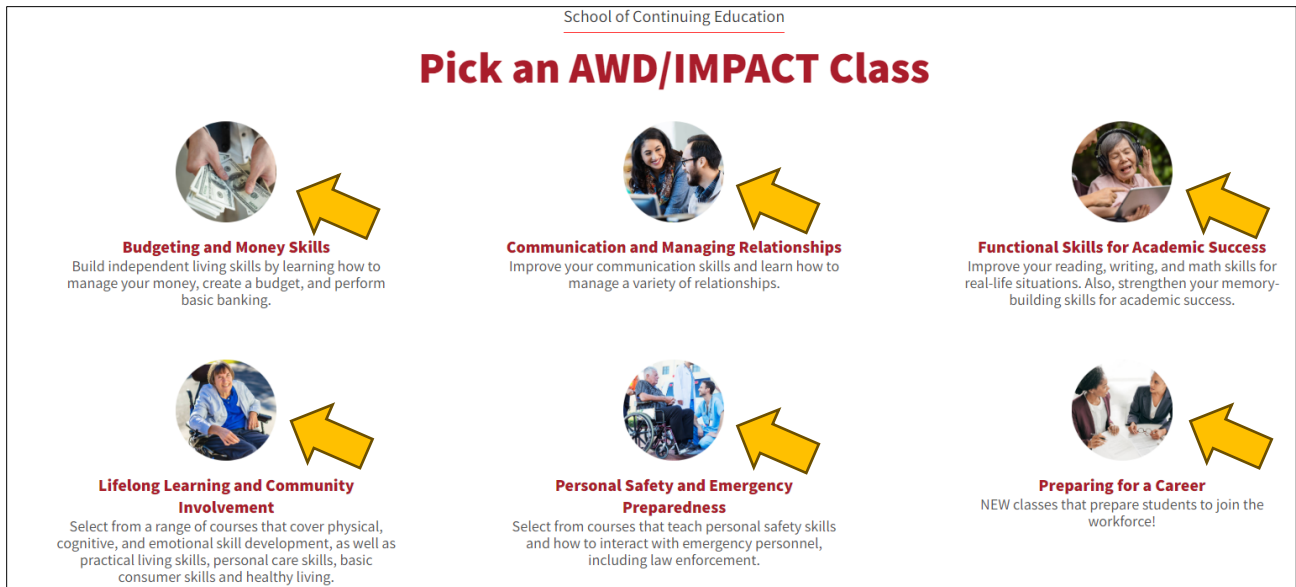 School of Continuing Education
Pick an AWD/IMPACT Class
Budgeting and Money Skills
Build independent living skills by learning how to
manage your money, create a budget, and perform
basic banking.
Communication and Managing Relationships
Improve your communication skills and learn how to
manage a variety of relationships.
Functional Skills for Academic Success
Improve your reading, writing, and math skills for
real-life situations. Also, strengthen your memory-
building skills for academic success.
Lifelong Learning and Community
Involvement
Select from a range of courses that cover physical,
cognitive, and emotional skill development, as well as
practical living skills, personal care skills, basic
consumer skills and healthy living.
Personal Safety and Emergency
Preparedness
Select from courses that teach personal safety skills
and how to interact with emergency personnel,
including law enforcement.
Preparing for a Career
NEW classes that prepare students to join the
workforce!